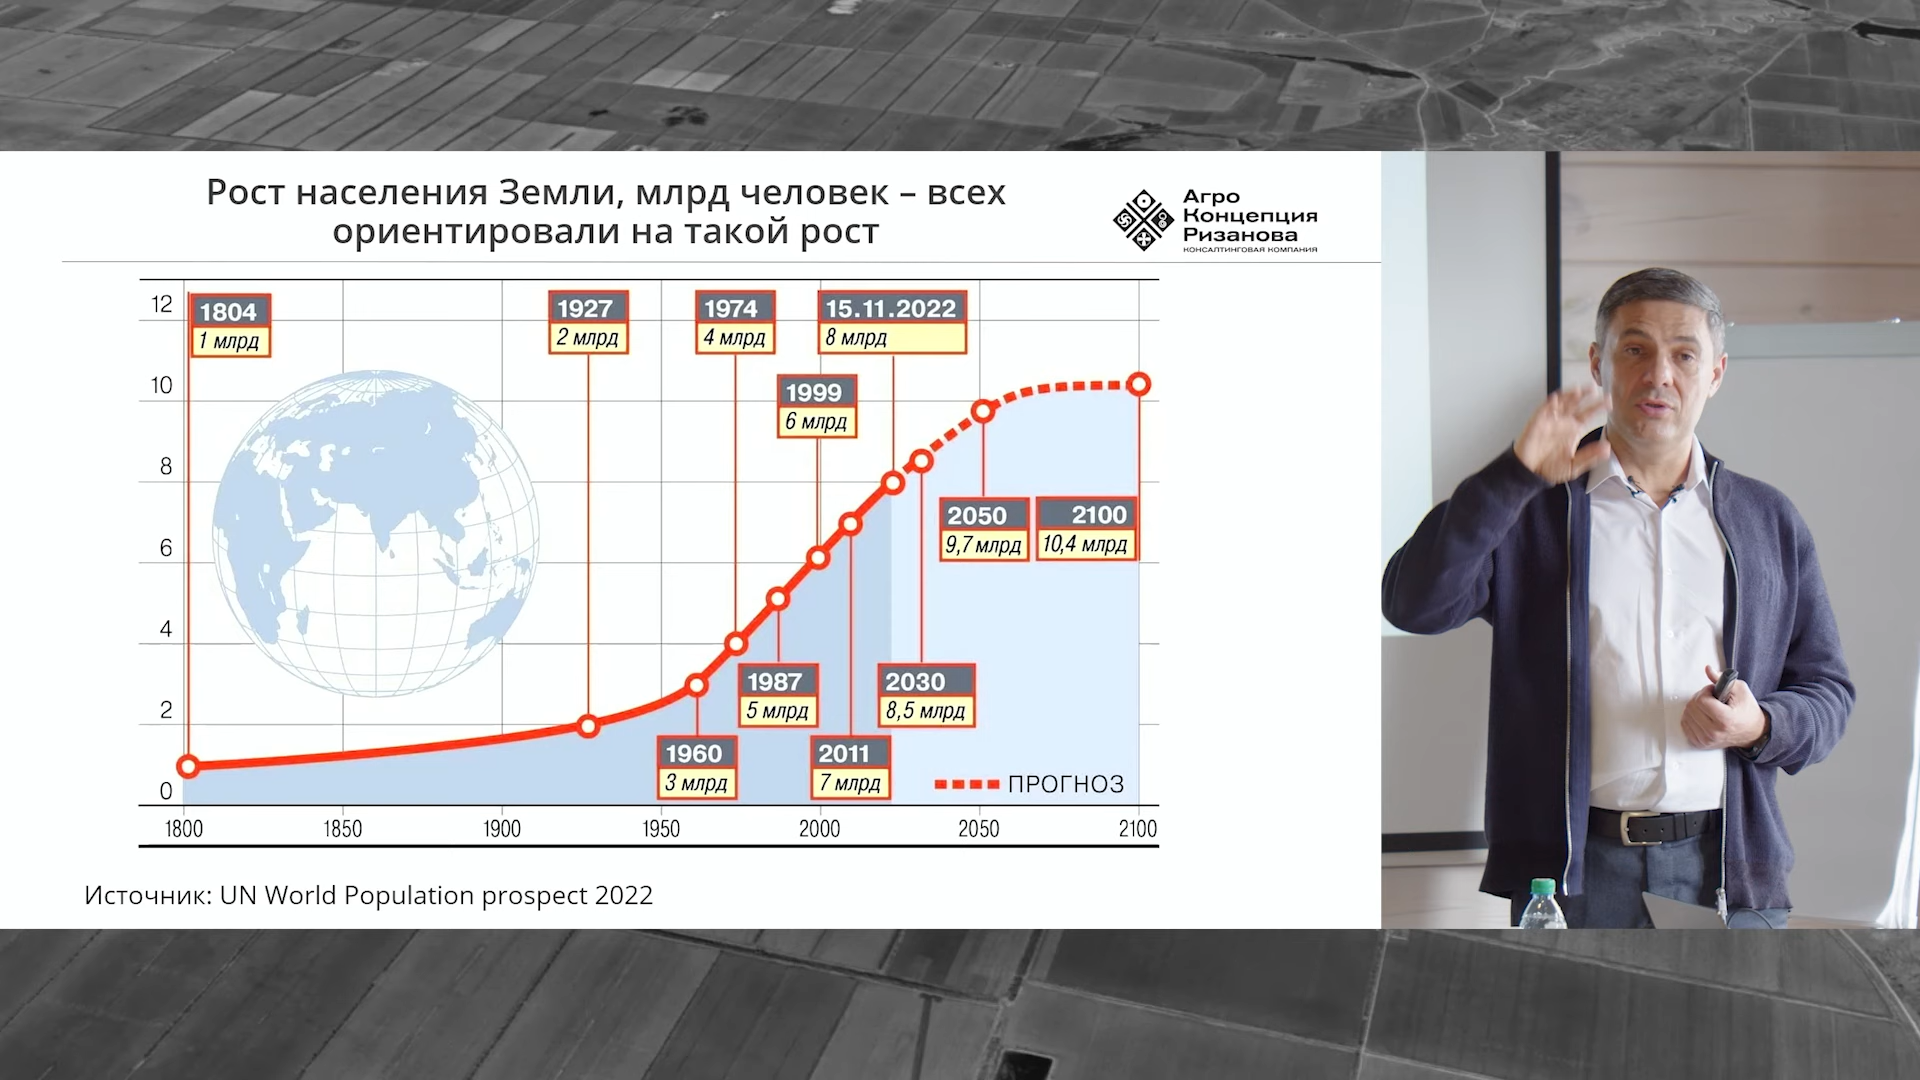 Рост населения Земли, млрд человек – всех
ориентировали на такой рост
Агро
Концепция
Ризанова
КОНСАЛТИНГОВАЯ КОМПАНИЯ
12
10
8
6
4
2
0
1804
1 млрд
1927
2 млрд
1974
4 млрд
15.11.2022
8 млрд
1999
6 млрд
2050
9,7 млрд
2100
10,4 млрд
1987
5 млрд
2030
8,5 млрд
1960
3 млрд
2011
7 млрд
ПРОГНОЗ
1800 1850 1900 1950 2000 2050 2100
Источник: UN World Population prospect 2022